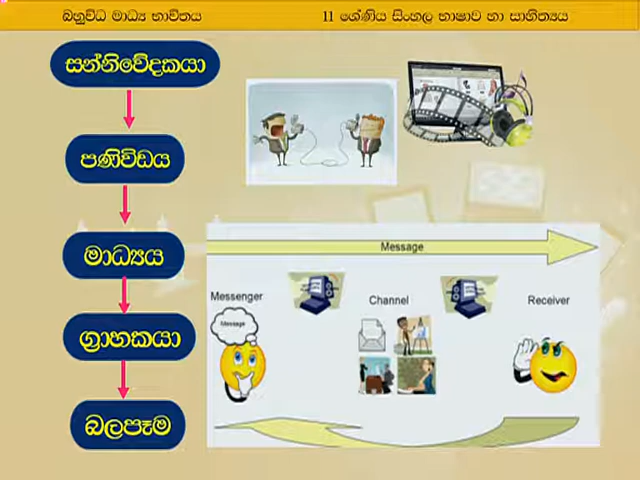 බහුවිධ මාධ්‍ය භාවිතය
11 ශ්‍රේණිය සිංහල භාෂාව හා සාහිත්‍යය
සන්නිවේදකයා
පණිවිඩය
මාධ්‍යය
ග්‍රාහකයා
බලපෑම
Message
Messenger
Channel
Receiver
Message